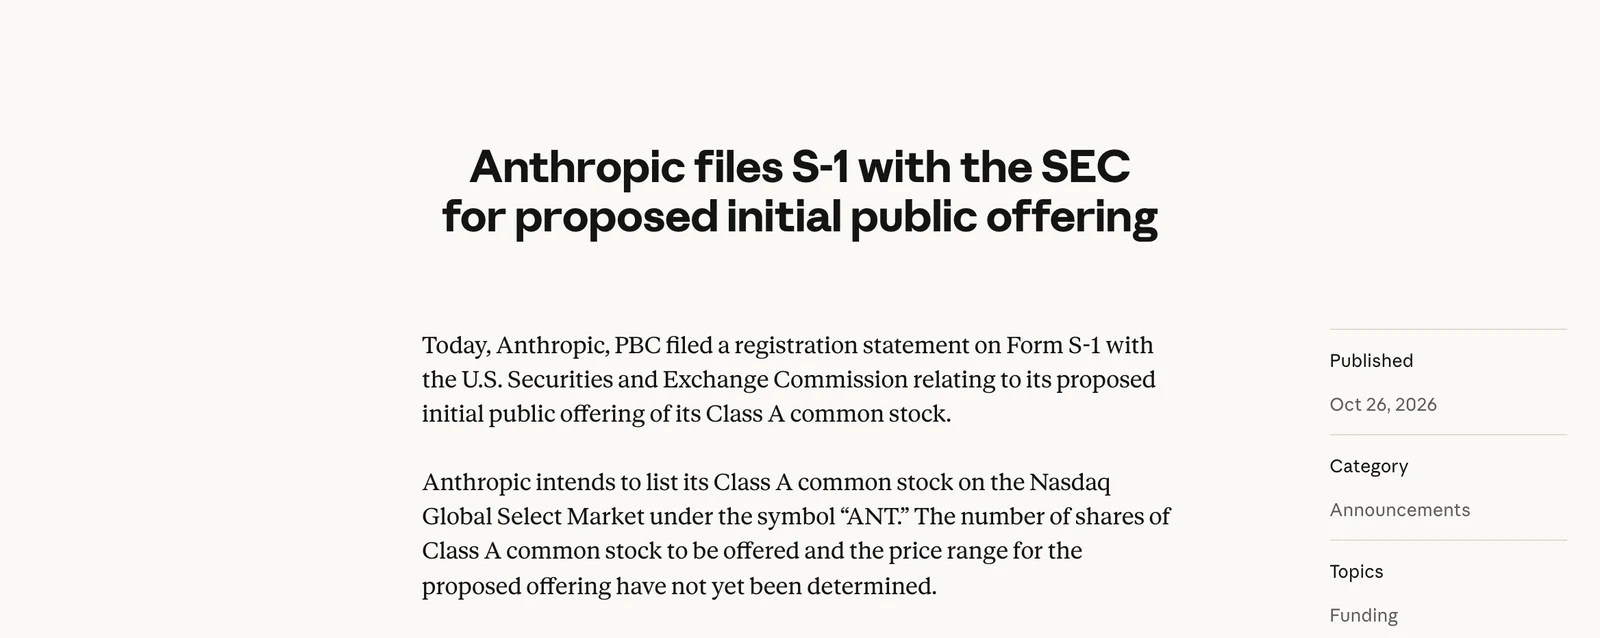 Anthropic files S-1 with the SEC
for proposed initial public offering
Today, Anthropic, PBC filed a registration statement on Form S-1 with
the U.S. Securities and Exchange Commission relating to its proposed
initial public offering of its Class A common stock.
Anthropic intends to list its Class A common stock on the Nasdaq
Global Select Market under the symbol “ANT.” The number of shares of
Class A common stock to be offered and the price range for the
proposed offering have not yet been determined.
Published
Oct 26, 2026
Category
Announcements
Topics
Funding